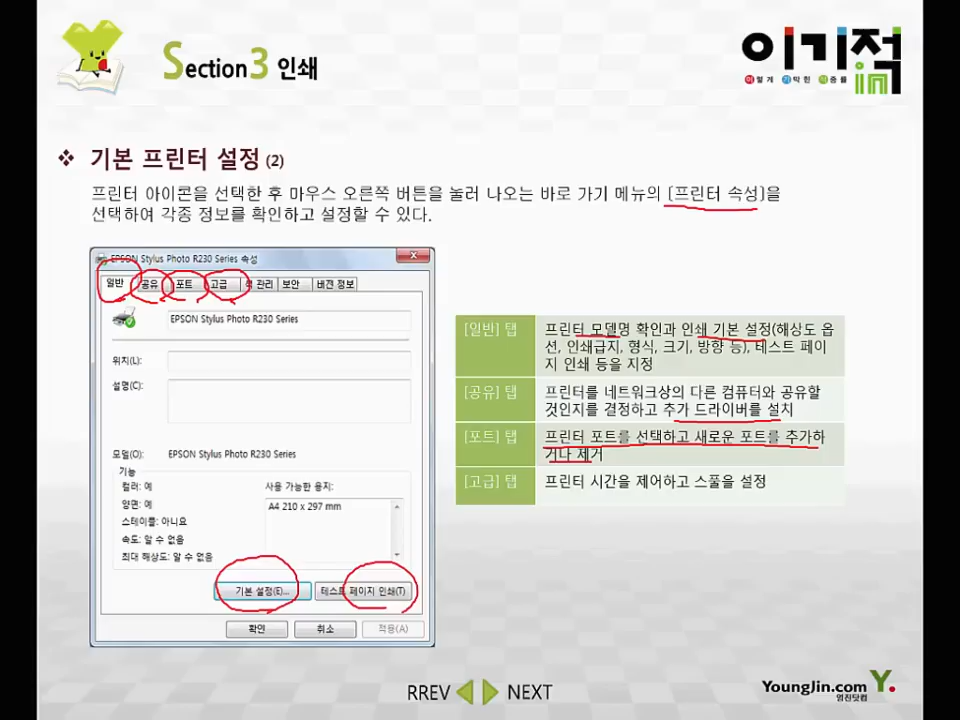 Section3 인쇄
이기적in
이렇게 기막힌 적중률
❖ 기본 프린터 설정 (2)
프린터 아이콘을 선택한 후 마우스 오른쪽 버튼을 눌러 나오는 바로 가기 메뉴의 [프린터 속성]을
선택하여 각종 정보를 확인하고 설정할 수 있다.
EPSON Stylus Photo R230 Series 속성
일반 공유 포트 고급 색 관리 보안 버전 정보
EPSON Stylus Photo R230 Series
위치(L):
설명(C):
모델(O): EPSON Stylus Photo R230 Series
기능
컬러: 예 사용 가능한 용지:
양면: 예 A4 210 x 297 mm
스테이플: 아니요
속도: 알 수 없음
최대 해상도: 알 수 없음
기본 설정(E)... 테스트 페이지 인쇄(T)
확인 취소 적용(A)
[일반] 탭 프린터 모델명 확인과 인쇄 기본 설정(해상도 옵
션, 인쇄급지, 형식, 크기, 방향 등), 테스트 페이
지 인쇄 등을 지정
[공유] 탭 프린터를 네트워크상의 다른 컴퓨터와 공유할
것인지를 결정하고 추가 드라이버를 설치
[포트] 탭 프린터 포트를 선택하고 새로운 포트를 추가하
거나 제거
[고급] 탭 프린터 시간을 제어하고 스풀을 설정
RREV NEXT
YoungJin.com Y.
영진닷컴